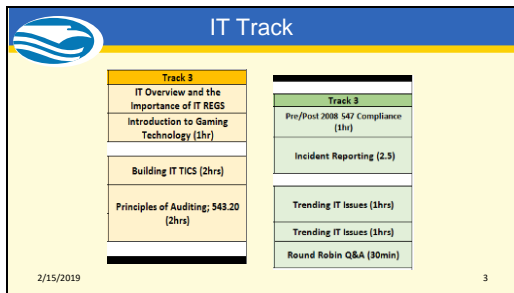 IT Track
Track 3
IT Overview and the
Importance of IT REGS
Introduction to Gaming
Technology (1hr)
Building IT TICS (2hrs)
Principles of Auditing; 543.20
(2hrs)
Track 3
Pre/Post 2008 547 Compliance
(1hr)
Incident Reporting (2.5)
Trending IT Issues (1hrs)
Trending IT Issues (1hrs)
Round Robin Q&A (30min)
2/15/2019
3